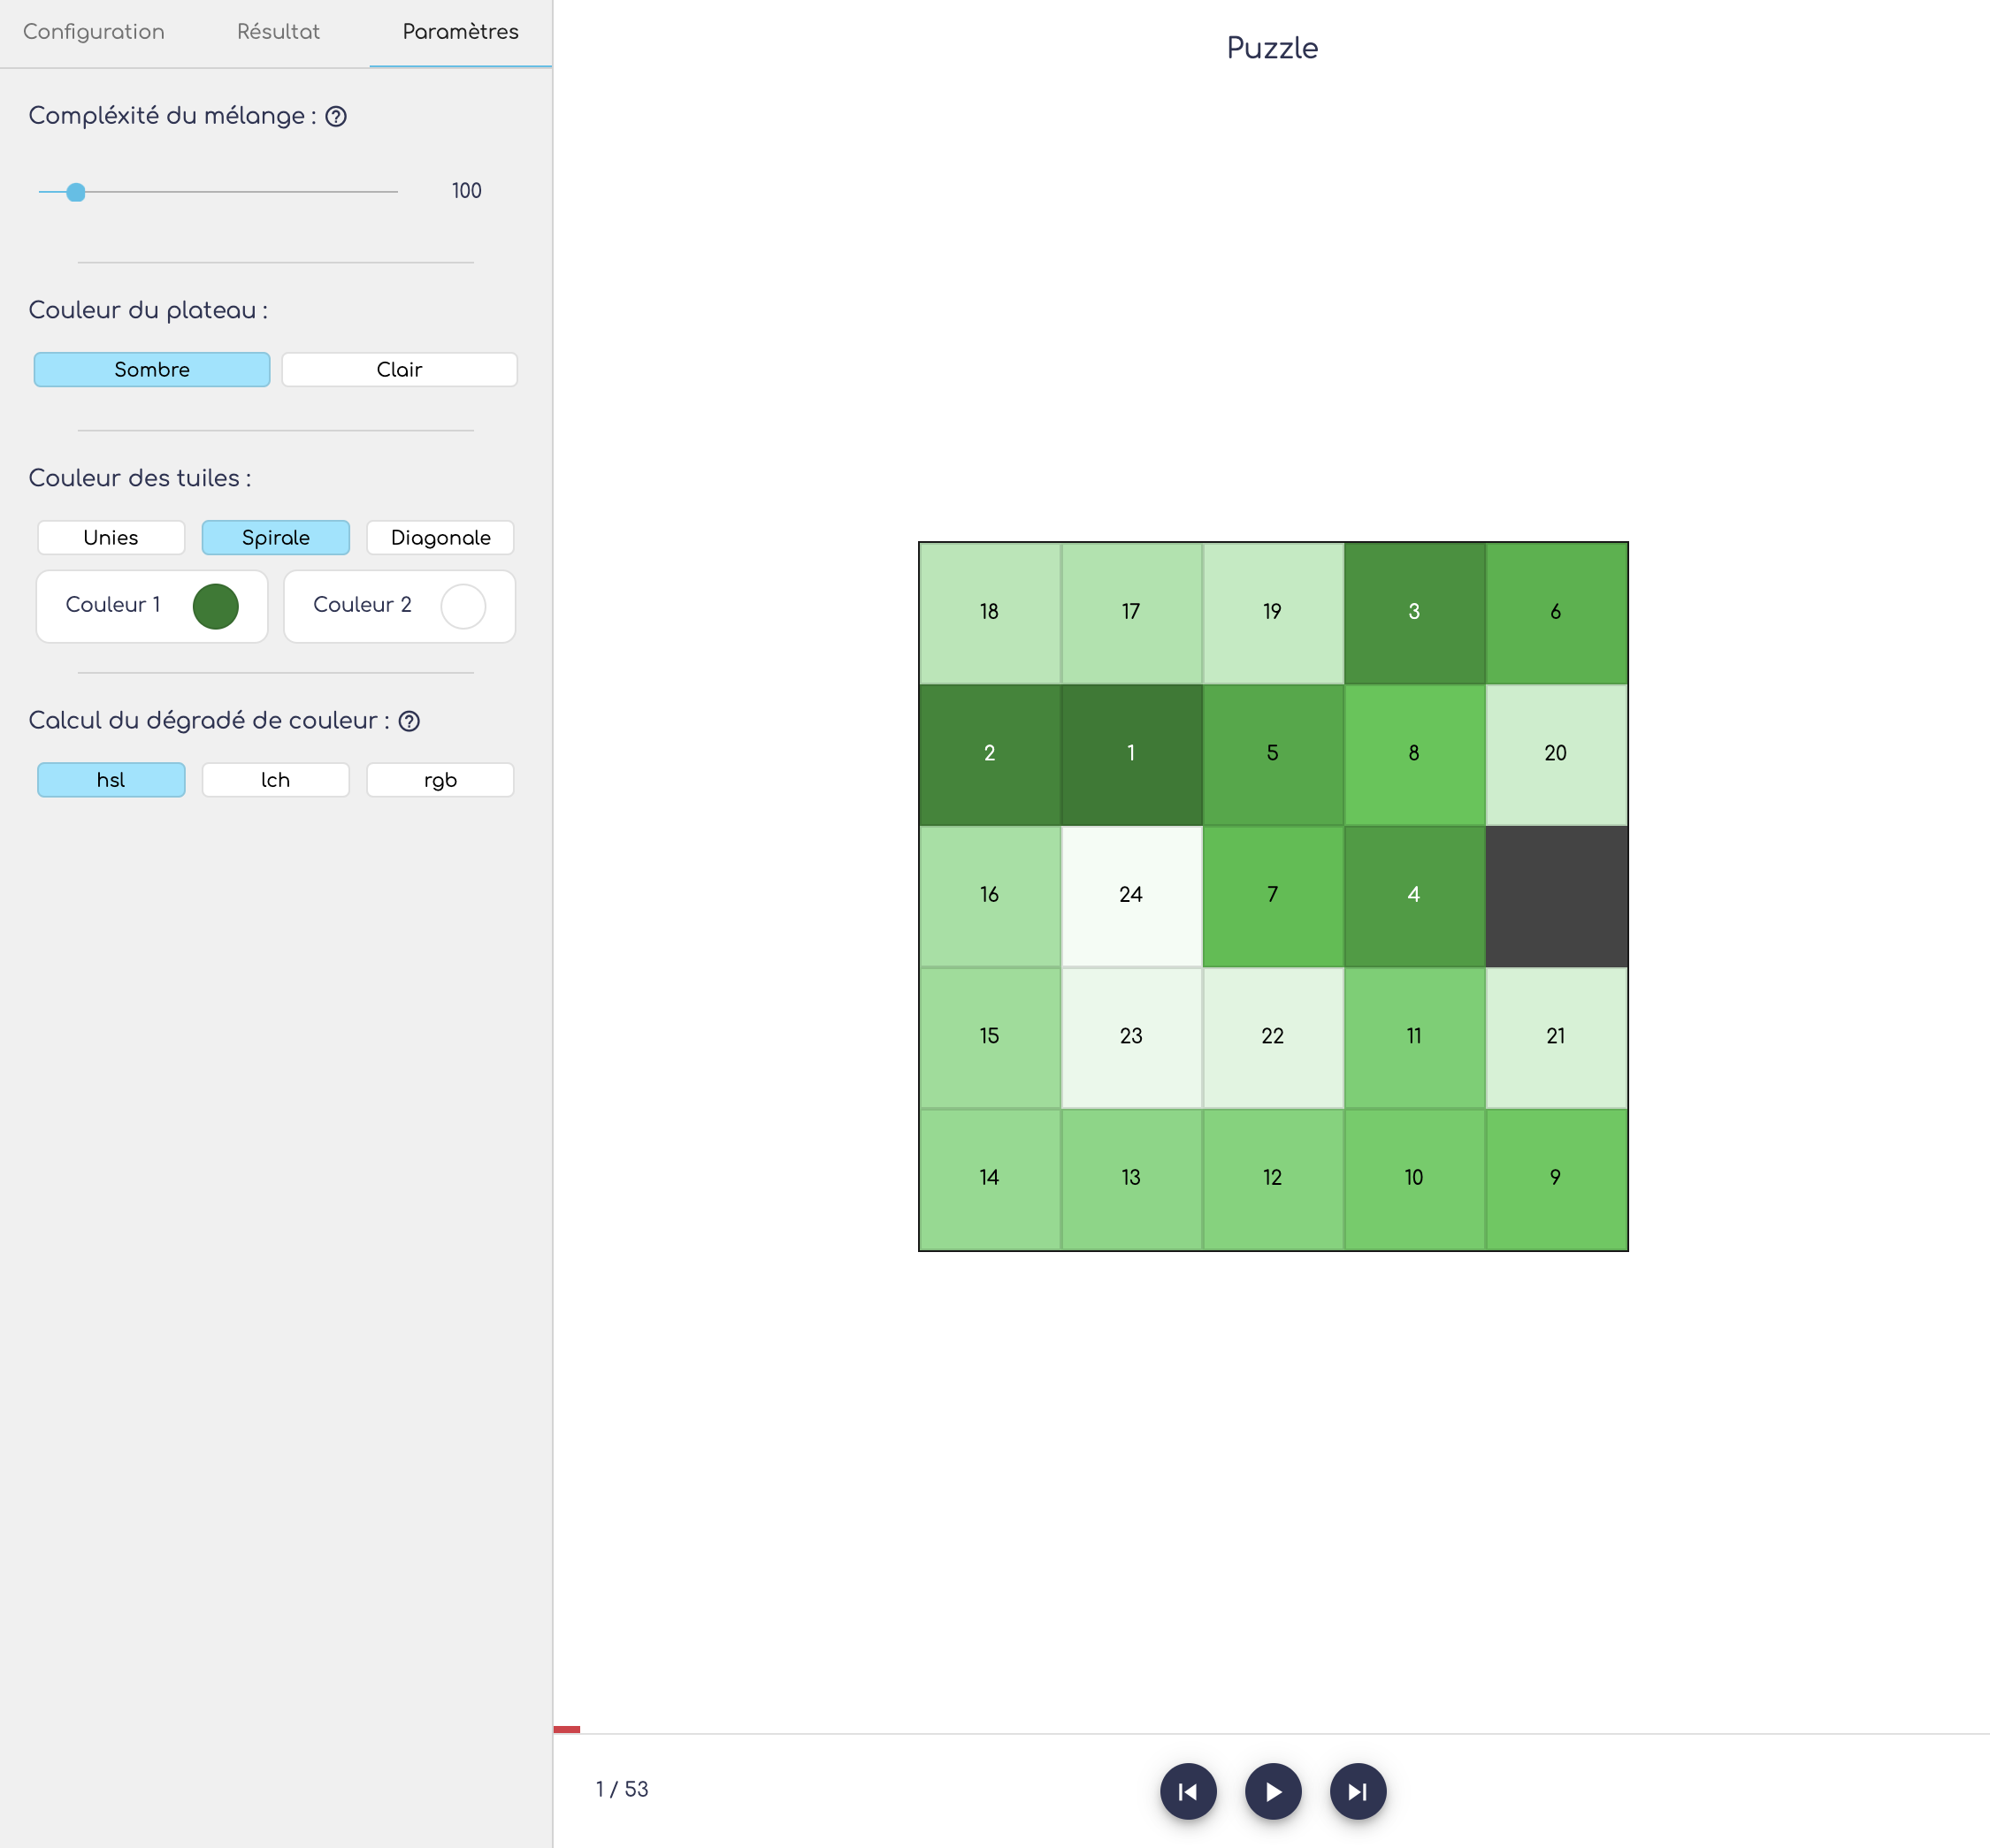 Configuration Résultat Paramètres
Compléxité du mélange :
100
Couleur du plateau :
Sombre Clair
Couleur des tuiles :
Unies Spirale Diagonale
Couleur 1 Couleur 2
Calcul du dégradé de couleur :
hsl lch rgb
Puzzle
18 17 19 3 6
2 1 5 8 20
16 24 7 4
15 23 22 11 21
14 13 12 10 9
1 / 53